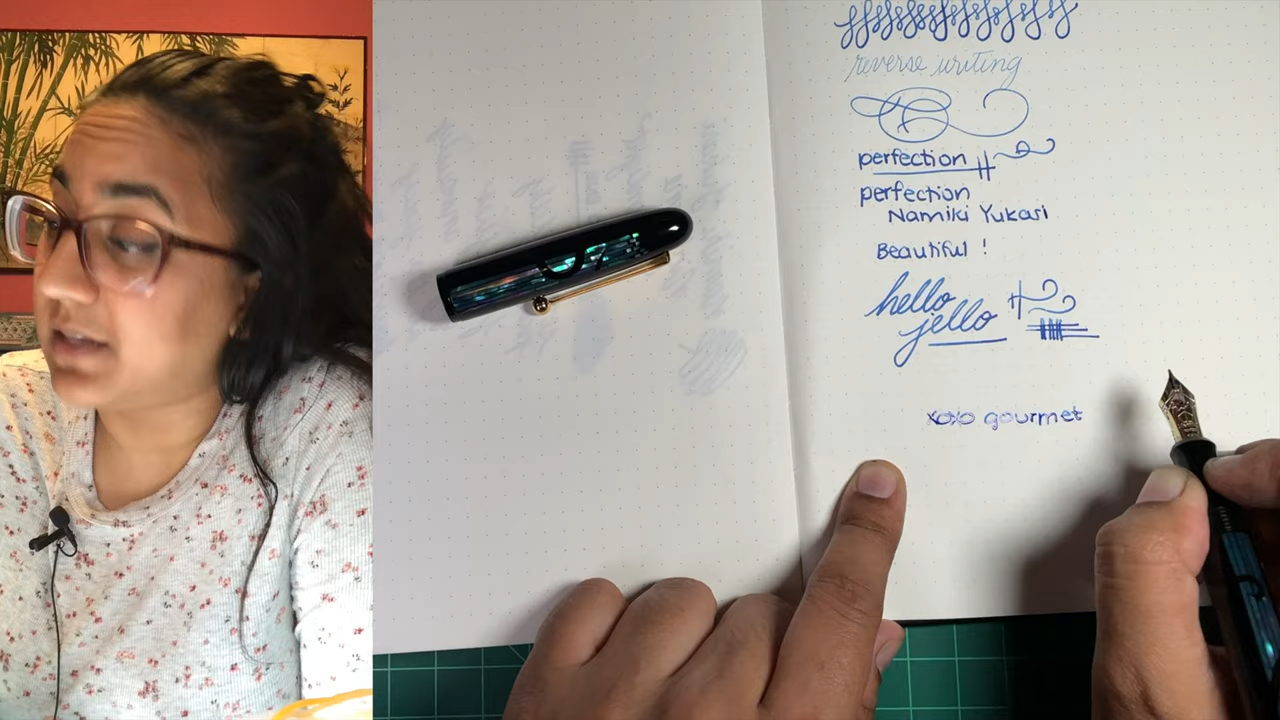 reverse writing
perfection
perfection
Namiki Yukari
Beautiful !
hello
jello
xoxo gourmet